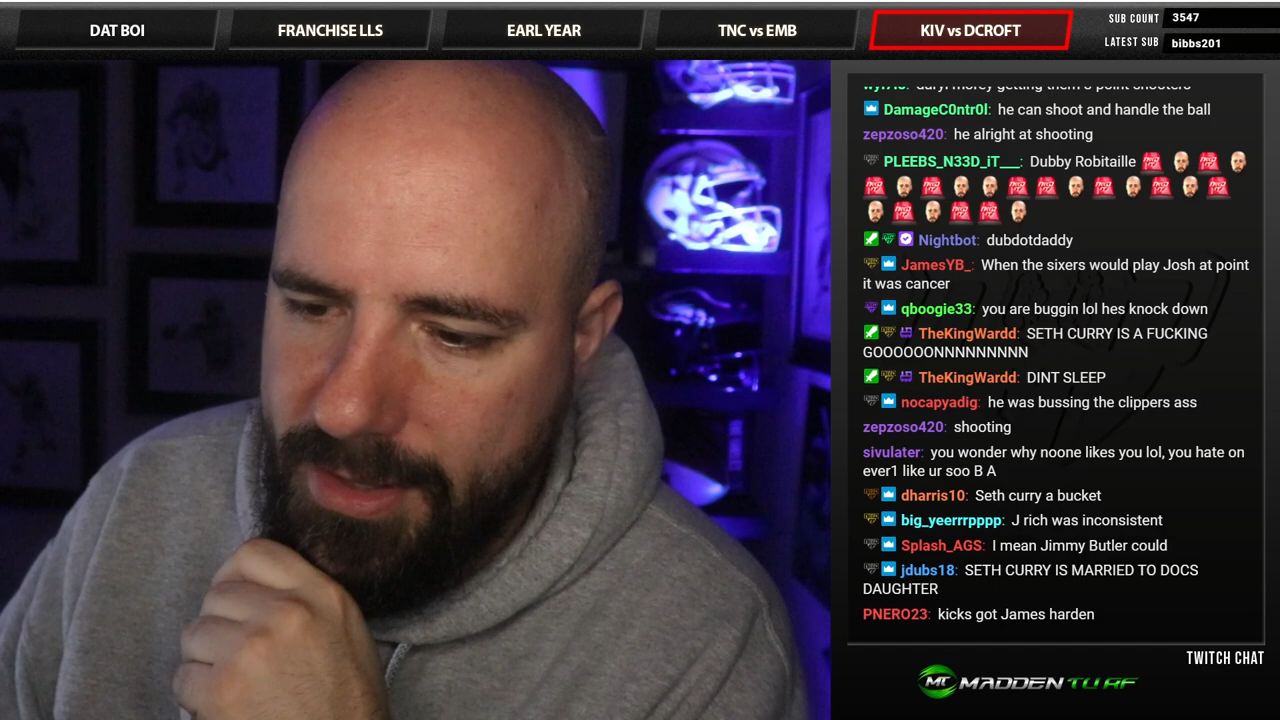 DAT BOI
FRANCHISE LLS
EARL YEAR
TNC vs EMB
KIV vs DCROFT
SUB COUNT 3547
LATEST SUB bibbs201
DamageC0ntr0l: he can shoot and handle the ball
zepzoso420: he alright at shooting
PLEEBS_N33D_iT___: Dubby Robitaille
Nightbot: dubdotdaddy
JamesYB_: When the sixers would play Josh at point
it was cancer
qboogie33: you are buggin lol hes knock down
TheKingWardd: SETH CURRY IS A FUCKING
GOOOOOONNNNNNNNN
TheKingWardd: DINT SLEEP
nocapyadig: he was bussing the clippers ass
zepzoso420: shooting
sivulater: you wonder why noone likes you lol, you hate on
ever1 like ur soo B A
dharris10: Seth curry a bucket
big_yeerrrpppp: J rich was inconsistent
Splash_AGS: I mean Jimmy Butler could
jdubs18: SETH CURRY IS MARRIED TO DOCS
DAUGHTER
PNERO23: kicks got James harden
TWITCH CHAT
MT MADDEN TURF